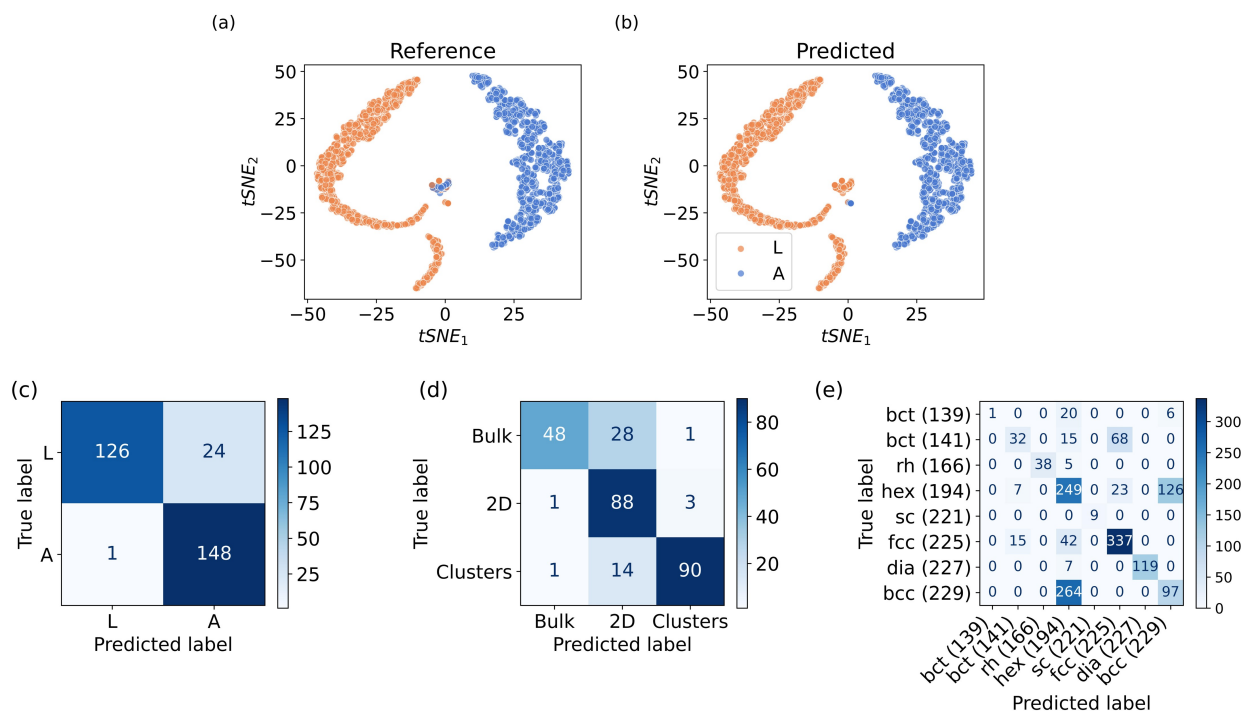 (a)
Reference
50
25
0
−25
−50
tSNE₂
−50 −25 0 25
tSNE₁
(b)
Predicted
50
25
0
−25
−50
tSNE₂
L
A
−50 −25 0 25
tSNE₁
(c)
True label
L 126 24
A 1 148
L A
Predicted label
125
100
75
50
25
(d)
True label
Bulk 48 28 1
2D 1 88 3
Clusters 1 14 90
Bulk 2D Clusters
Predicted label
80
60
40
20
(e)
True label
bct (139) 1 0 0 20 0 0 0 6
bct (141) 0 32 0 15 0 68 0 0
rh (166) 0 0 38 5 0 0 0 0
hex (194) 0 7 0 249 0 23 0 126
sc (221) 0 0 0 0 9 0 0 0
fcc (225) 0 15 0 42 0 337 0 0
dia (227) 0 0 0 7 0 0 119 0
bcc (229) 0 0 0 264 0 0 0 97
bct (139) bct (141) rh (166) hex (194) sc (221) fcc (225) dia (227) bcc (229)
Predicted label
300
250
200
150
100
50
0